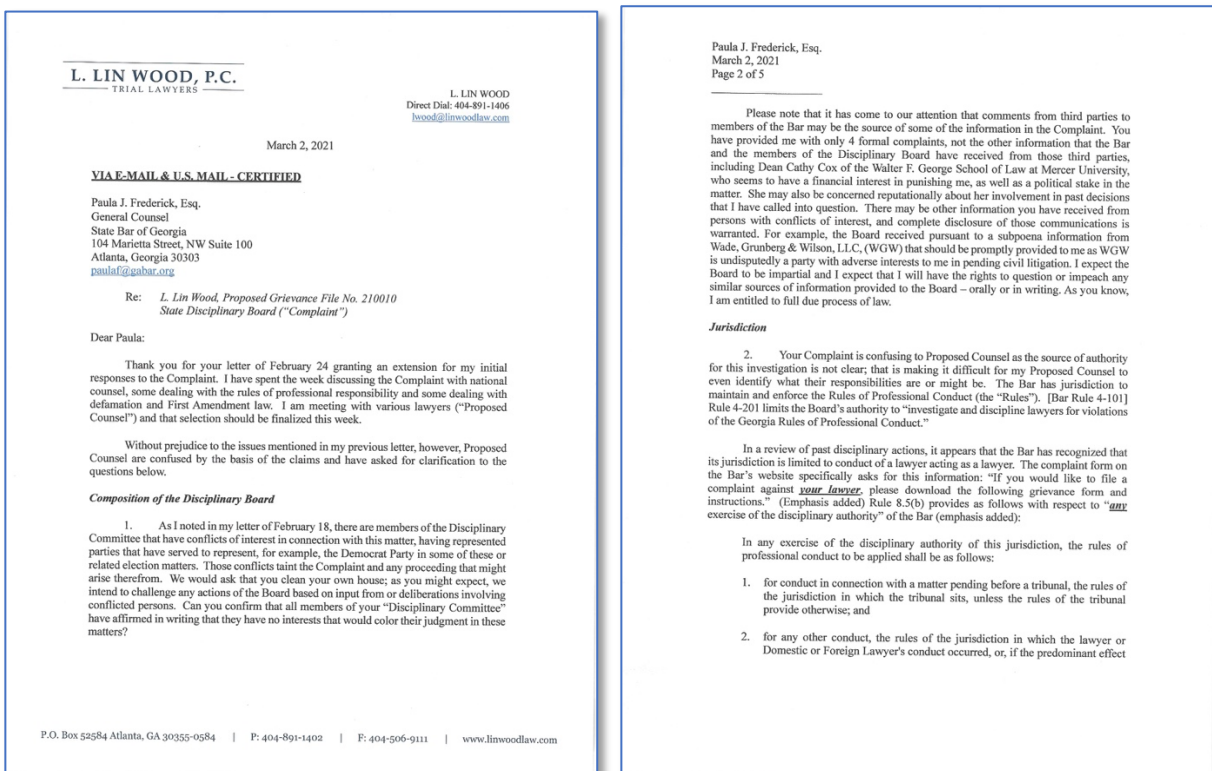 L. LIN WOOD, P.C.
TRIAL LAWYERS
L. LIN WOOD
Direct Dial: 404-891-1406
lwood@linwoodlaw.com
March 2, 2021
VIA E-MAIL & U.S. MAIL - CERTIFIED
Paula J. Frederick, Esq.
General Counsel
State Bar of Georgia
104 Marietta Street, NW Suite 100
Atlanta, Georgia 30303
paulaf@gabar.org
Re: L. Lin Wood, Proposed Grievance File No. 210010
State Disciplinary Board ("Complaint")
Dear Paula:
Thank you for your letter of February 24 granting an extension for my initial
responses to the Complaint. I have spent the week discussing the Complaint with national
counsel, some dealing with the rules of professional responsibility and some dealing with
defamation and First Amendment law. I am meeting with various lawyers ("Proposed
Counsel") and that selection should be finalized this week.
Without prejudice to the issues mentioned in my previous letter, however, Proposed
Counsel are confused by the basis of the claims and have asked for clarification to the
questions below.
Composition of the Disciplinary Board
1. As I noted in my letter of February 18, there are members of the Disciplinary
Committee that have conflicts of interest in connection with this matter, having represented
parties that have served to represent, for example, the Democrat Party in some of these or
related election matters. Those conflicts taint the Complaint and any proceeding that might
arise therefrom. We would ask that you clean your own house; as you might expect, we
intend to challenge any actions of the Board based on input from or deliberations involving
conflicted persons. Can you confirm that all members of your "Disciplinary Committee"
have affirmed in writing that they have no interests that would color their judgment in these
matters?
P.O. Box 52584 Atlanta, GA 30355-0584 | P: 404-891-1402 | F: 404-506-9111 | www.linwoodlaw.com
Paula J. Frederick, Esq.
March 2, 2021
Page 2 of 5
Please note that it has come to our attention that comments from third parties to
members of the Bar may be the source of some of the information in the Complaint. You
have provided me with only 4 formal complaints, not the other information that the Bar
and the members of the Disciplinary Board have received from those third parties,
including Dean Cathy Cox of the Walter F. George School of Law at Mercer University,
who seems to have a financial interest in punishing me, as well as a political stake in the
matter. She may also be concerned reputationally about her involvement in past decisions
that I have called into question. There may be other information you have received from
persons with conflicts of interest, and complete disclosure of those communications is
warranted. For example, the Board received pursuant to a subpoena information from
Wade, Grunberg & Wilson, LLC, (WGW) that should be promptly provided to me as WGW
is undisputedly a party with adverse interests to me in pending civil litigation. I expect the
Board to be impartial and I expect that I will have the rights to question or impeach any
similar sources of information provided to the Board – orally or in writing. As you know,
I am entitled to full due process of law.
Jurisdiction
2. Your Complaint is confusing to Proposed Counsel as the source of authority
for this investigation is not clear; that is making it difficult for my Proposed Counsel to
even identify what their responsibilities are or might be. The Bar has jurisdiction to
maintain and enforce the Rules of Professional Conduct (the "Rules"). [Bar Rule 4-101]
Rule 4-201 limits the Board's authority to "investigate and discipline lawyers for violations
of the Georgia Rules of Professional Conduct."
In a review of past disciplinary actions, it appears that the Bar has recognized that
its jurisdiction is limited to conduct of a lawyer acting as a lawyer. The complaint form on
the Bar's website specifically asks for this information: "If you would like to file a
complaint against your lawyer, please download the following grievance form and
instructions." (Emphasis added) Rule 8.5(b) provides as follows with respect to "any
exercise of the disciplinary authority" of the Bar (emphasis added):
In any exercise of the disciplinary authority of this jurisdiction, the rules of
professional conduct to be applied shall be as follows:
1. for conduct in connection with a matter pending before a tribunal, the rules of
the jurisdiction in which the tribunal sits, unless the rules of the tribunal
provide otherwise; and
2. for any other conduct, the rules of the jurisdiction in which the lawyer or
Domestic or Foreign Lawyer's conduct occurred, or, if the predominant effect